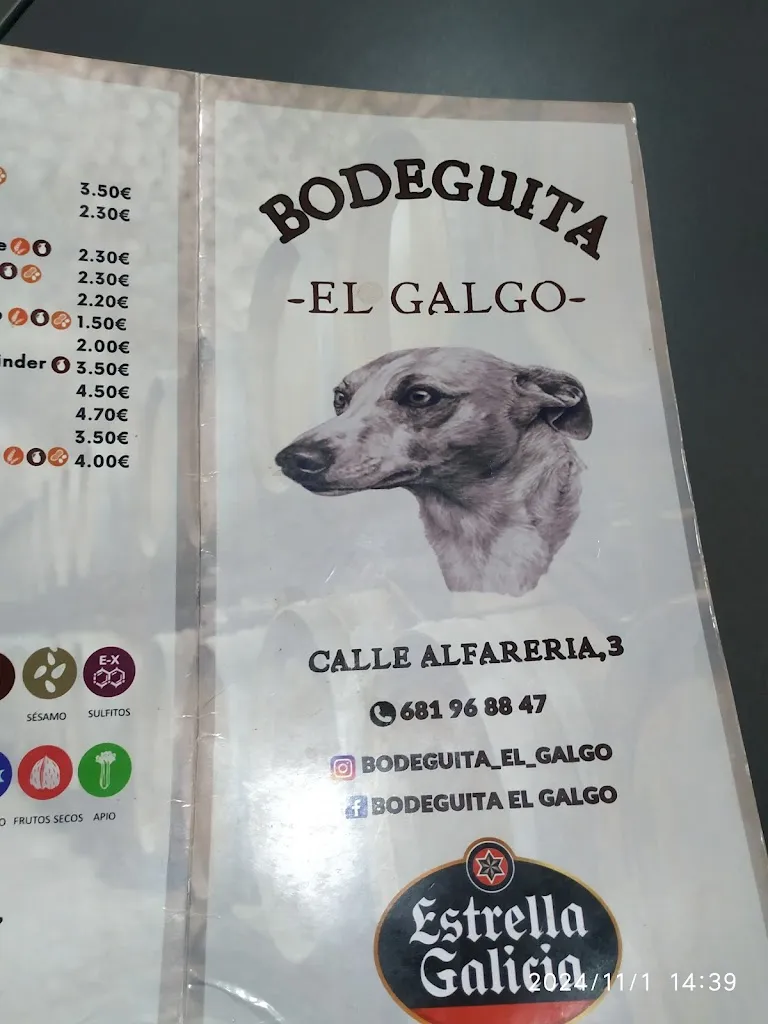 3.50€
2.30€
e
2.30€
2.30€
2.20€
1.50€
2.00€
inder 3.50€
4.50€
4.70€
3.50€
4.00€
E-X
SÉSAMO
SULFITOS
FRUTOS SECOS
APIO
BODEGUITA
-EL GALGO-
CALLE ALFARERIA,3
681 96 88 47
BODEGUITA_EL_GALGO
BODEGUITA EL GALGO
Estrella
Galicia
2024/11/1 14:39